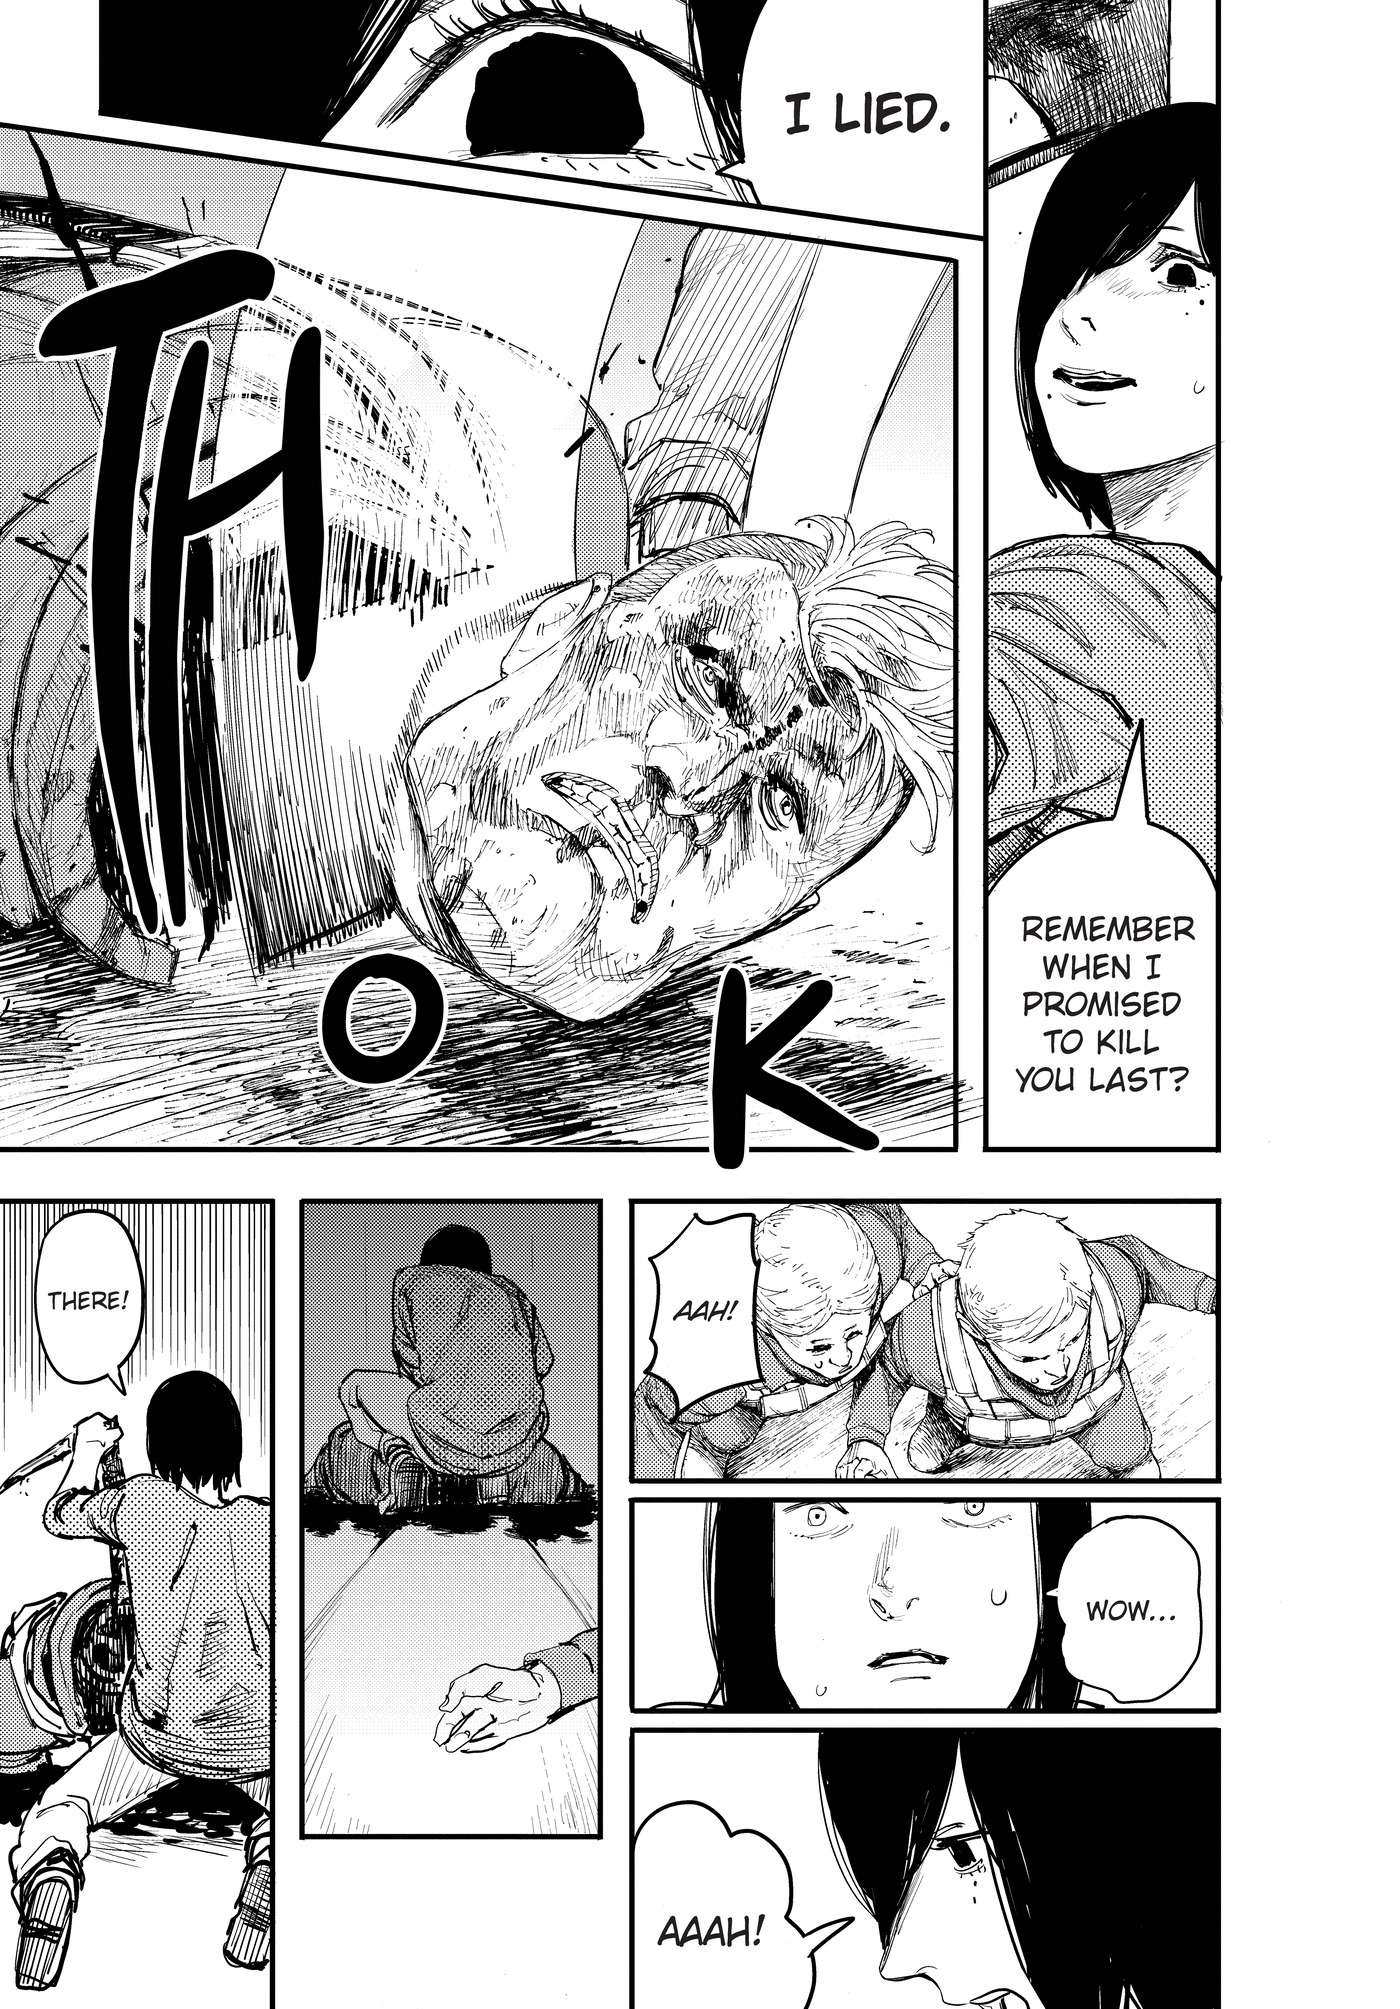 REMEMBER
WHEN I
PROMISED
TO KILL
YOU LAST?
I LIED.
THOK
AAH!
WOW...
AAAH!
THERE!